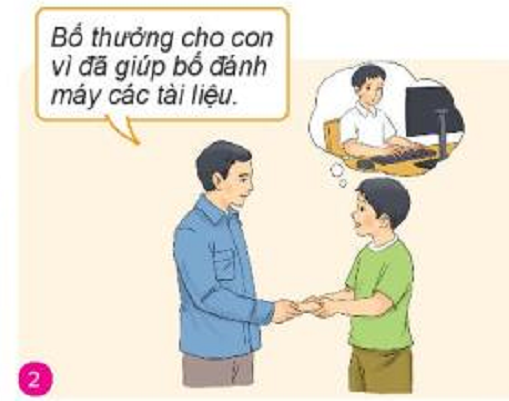 Bố thưởng cho con
vì đã giúp bố đánh
máy các tài liệu.
2